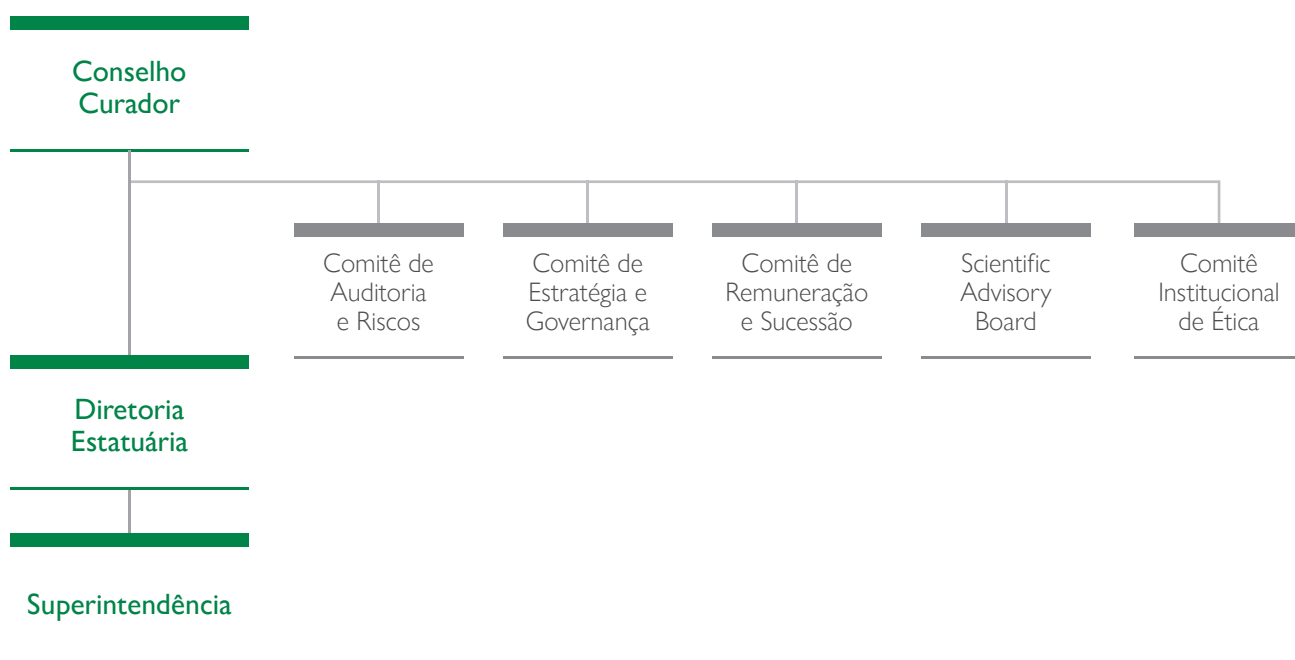 Conselho
Curador
Comitê de
Auditoria
e Riscos
Comitê de
Estratégia e
Governança
Comitê de
Remuneração
e Sucessão
Scientific
Advisory
Board
Comitê
Institucional
de Ética
Diretoria
Estatuária
Superintendência